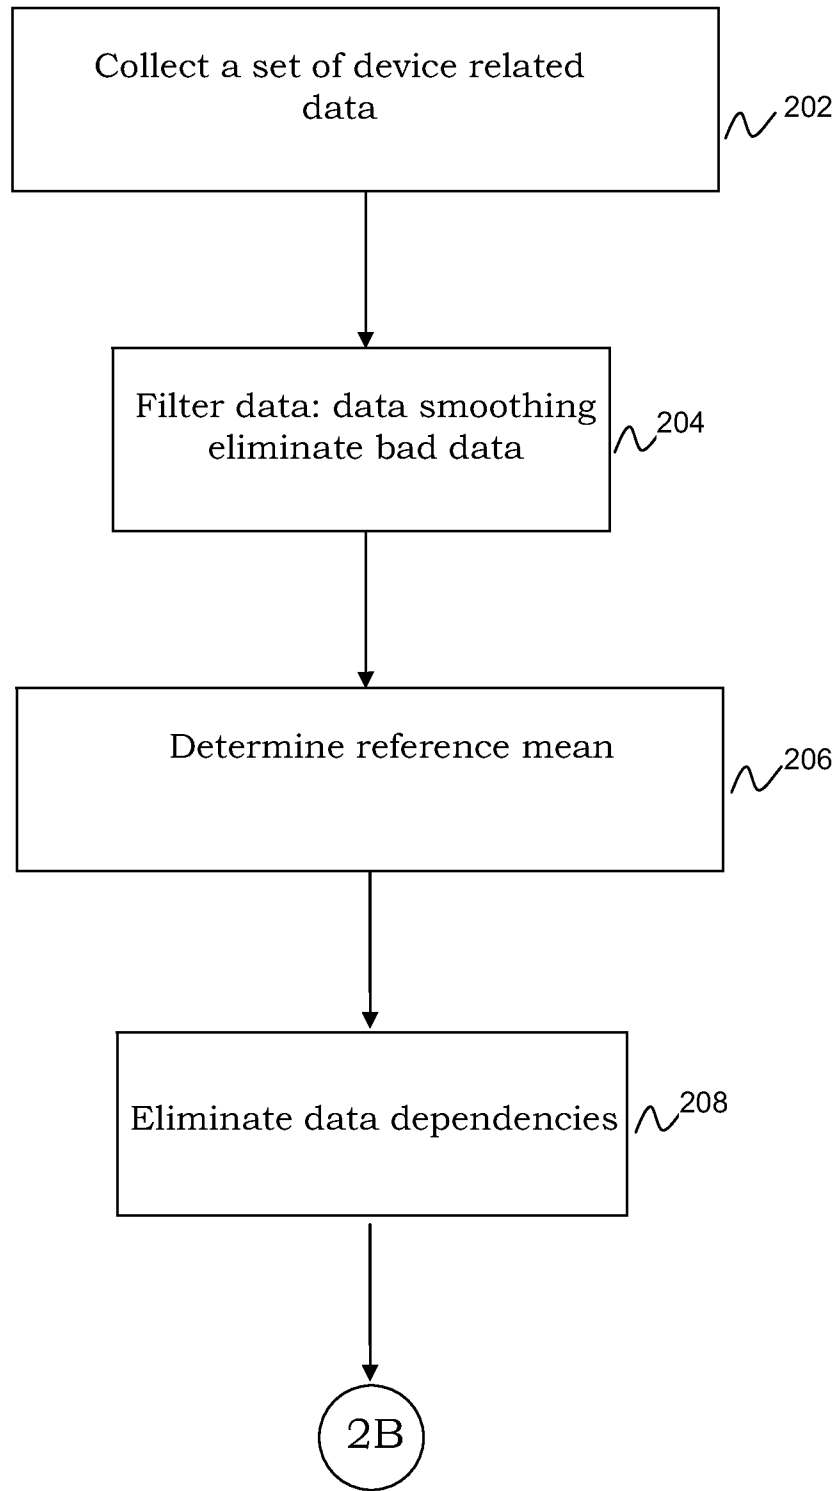 Collect a set of device related
data
202
Filter data: data smoothing
eliminate bad data
204
Determine reference mean
206
Eliminate data dependencies
208
2B